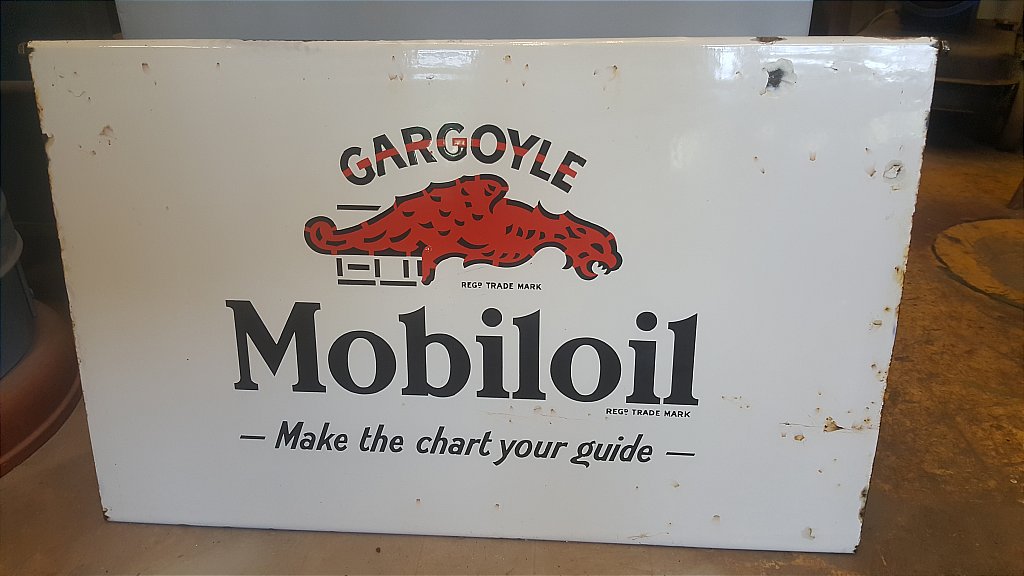 GARGOYLE
REGD TRADE MARK
Mobiloil
REGD TRADE MARK
— Make the chart your guide —